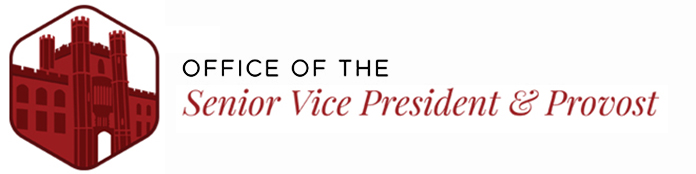 OFFICE OF THE
Senior Vice President & Provost